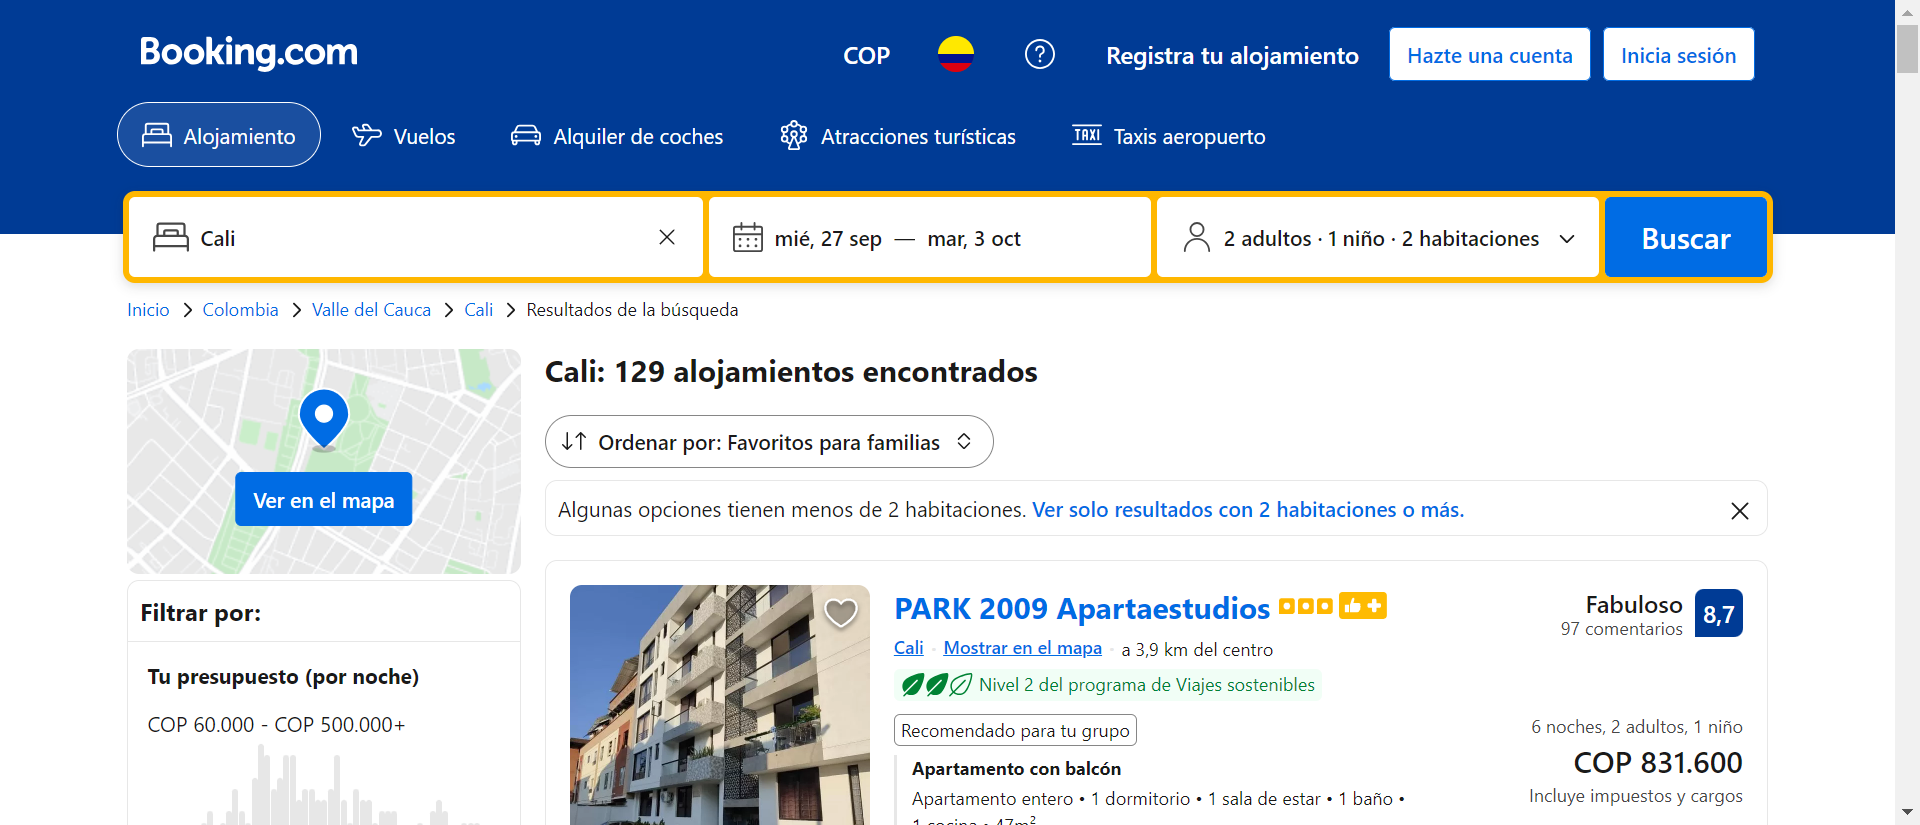 Booking.com
COP
Registra tu alojamiento
Hazte una cuenta
Inicia sesión
Alojamiento
Vuelos
Alquiler de coches
Atracciones turísticas
TAXI Taxis aeropuerto
Cali
mié, 27 sep — mar, 3 oct
2 adultos · 1 niño · 2 habitaciones
Buscar
Inicio > Colombia > Valle del Cauca > Cali > Resultados de la búsqueda
Ver en el mapa
Filtrar por:
Tu presupuesto (por noche)
COP 60.000 - COP 500.000+
Cali: 129 alojamientos encontrados
Ordenar por: Favoritos para familias
Algunas opciones tienen menos de 2 habitaciones. Ver solo resultados con 2 habitaciones o más.
PARK 2009 Apartaestudios
Cali · Mostrar en el mapa · a 3,9 km del centro
Nivel 2 del programa de Viajes sostenibles
Recomendado para tu grupo
Apartamento con balcón
Apartamento entero • 1 dormitorio • 1 sala de estar • 1 baño •
1 cocina • 47m²
Fabuloso
97 comentarios
8,7
6 noches, 2 adultos, 1 niño
COP 831.600
Incluye impuestos y cargos